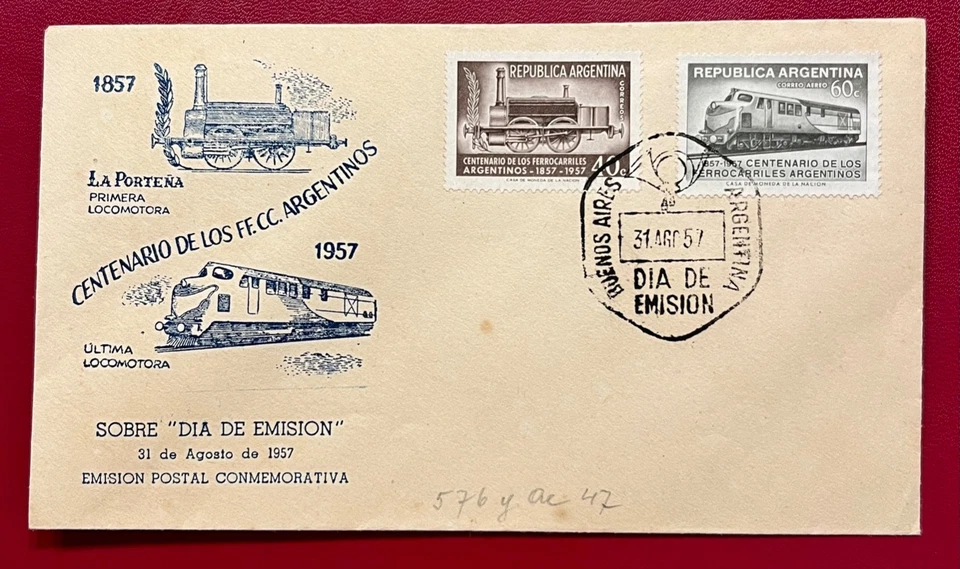 1857
LA PORTEÑA
PRIMERA
LOCOMOTORA
CENTENARIO DE LOS FF. CC. ARGENTINOS
1957
ULTIMA
LOCOMOTORA
SOBRE "DIA DE EMISION"
31 de Agosto de 1957
EMISION POSTAL CONMEMORATIVA
REPUBLICA ARGENTINA
CORREOS
CENTENARIO DE LOS FERROCARRILES
ARGENTINOS - 1857 - 1957
40c
CASA DE MONEDA DE LA NACION
REPUBLICA ARGENTINA
CORREO AEREO
60c
1857-1957 CENTENARIO DE LOS
FERROCARRILES ARGENTINOS
CASA DE MONEDA DE LA NACION
BUENOS AIRES
ARGENTINA
31 AGO 57
DIA DE
EMISION
576 y ae 47